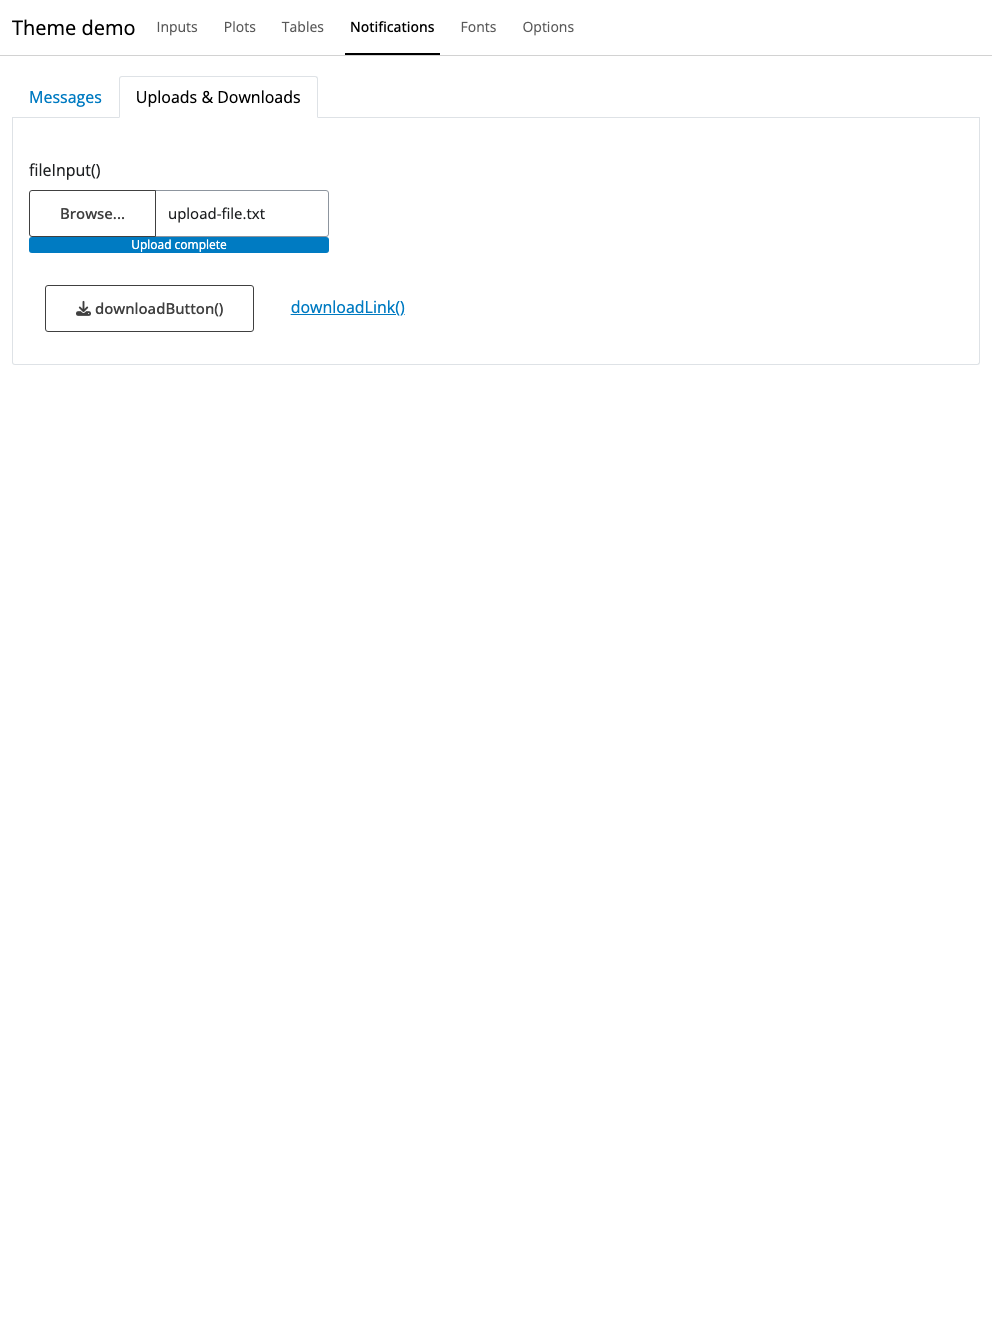 Theme demo Inputs Plots Tables Notifications Fonts Options
Messages Uploads & Downloads
fileInput()
Browse... upload-file.txt
Upload complete
downloadButton() downloadLink()